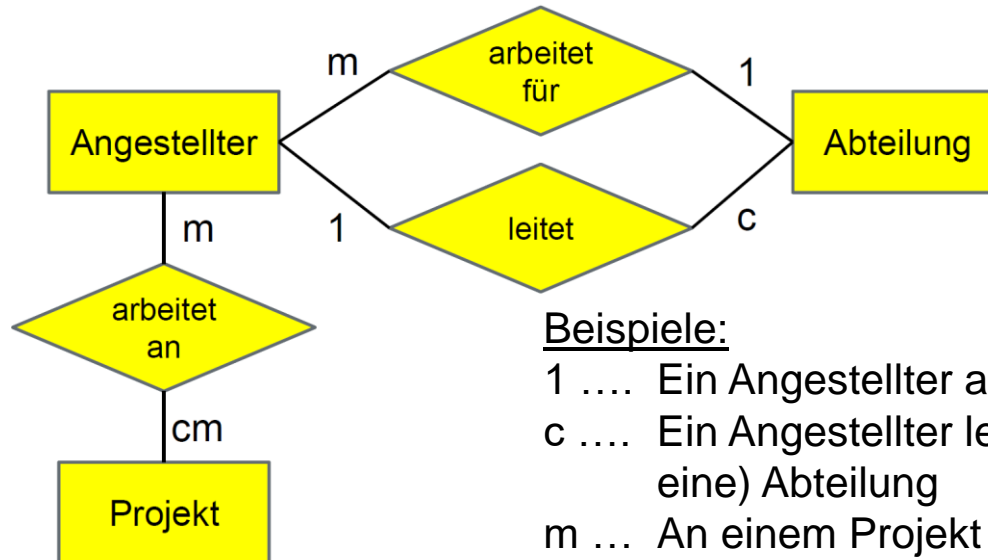 m
arbeitet
für
1
Angestellter
Abteilung
m
1
leitet
c
arbeitet
an
cm
Projekt
Beispiele:
1 …. Ein Angestellter
c …. Ein Angestellter
eine) Abteilung
m … An einem Projekt